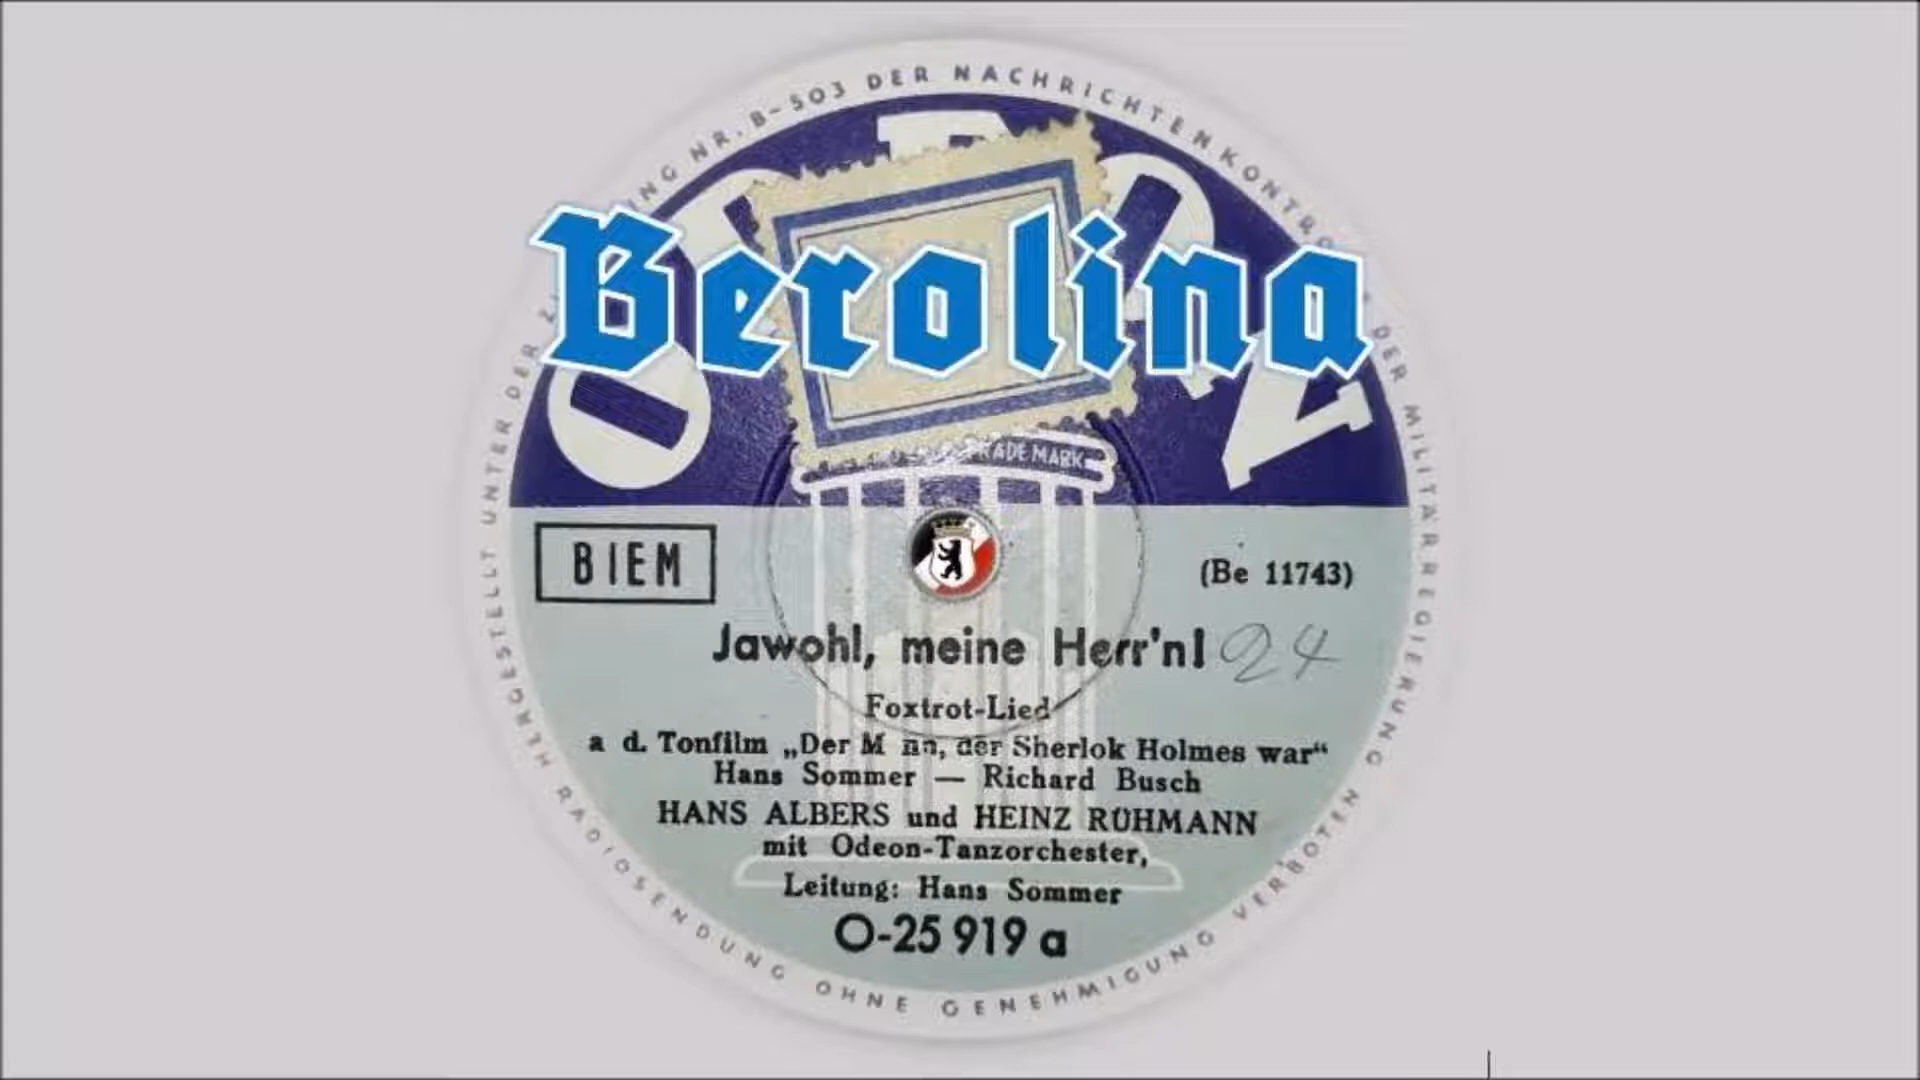 HERGESTELLT UNTER DER
NG NR. B-503 DER NACHRICHTENKONTRO
DER MILITÄRREGIERUNG
RADIOSENDUNG OHNE GENEHMIGUNG VERBOTEN
Berolina
TRADE MARK
BIEM
(Be 11743)
Jawohl, meine Herr'n! 24
Foxtrot-Lied
a d. Tonfilm „Der M nn, der Sherlok Holmes war“
Hans Sommer — Richard Busch
HANS ALBERS und HEINZ RÜHMANN
mit Odeon-Tanzorchester,
Leitung: Hans Sommer
O-25 919 a